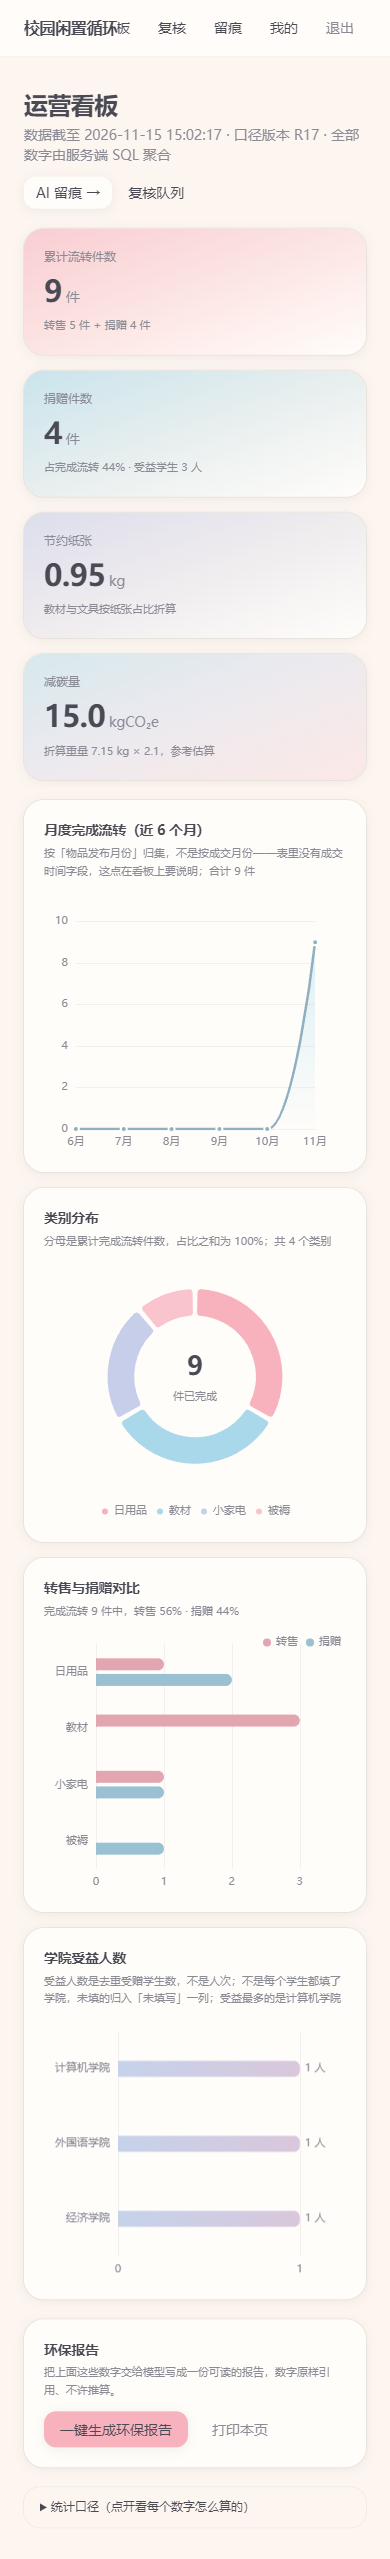 校园闲置循环 板 复核 留痕 我的 退出
运营看板
数据截至 2026-11-15 15:02:17 · 口径版本 R17 · 全部
数字由服务端 SQL 聚合
AI 留痕 → 复核队列
累计流转件数
9 件
转售 5 件 + 捐赠 4 件
捐赠件数
4 件
占完成流转 44% · 受益学生 3 人
节约纸张
0.95 kg
教材与文具按纸张占比折算
减碳量
15.0 kgCO₂e
折算重量 7.15 kg × 2.1，参考估算
月度完成流转（近 6 个月）
按「物品发布月份」归集，不是按成交月份——表里没有成交
时间字段，这点在看板上要说明；合计 9 件
10
8
6
4
2
0
6月 7月 8月 9月 10月 11月
类别分布
分母是累计完成流转件数，占比之和为 100%；共 4 个类别
9
件已完成
日用品 教材 小家电 被褥
转售与捐赠对比
完成流转 9 件中，转售 56% · 捐赠 44%
转售 捐赠
日用品
教材
小家电
被褥
0 1 2 3
学院受益人数
受益人数是去重受赠学生数，不是人次；不是每个学生都填了
学院，未填的归入「未填写」一列；受益最多的是计算机学院
计算机学院 1 人
外国语学院 1 人
经济学院 1 人
0 1
环保报告
把上面这些数字交给模型写成一份可读的报告，数字原样引
用、不许推算。
一键生成环保报告 打印本页
▶ 统计口径（点开看每个数字怎么算的）